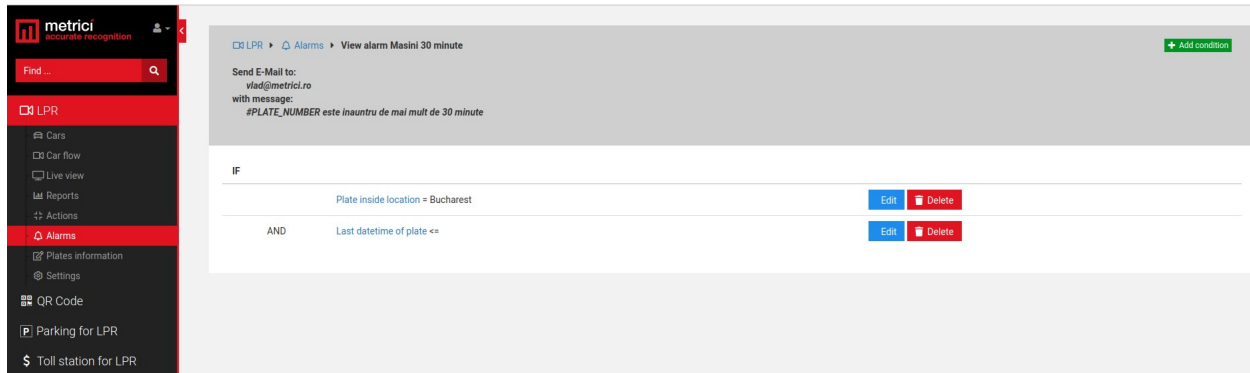 metrici
accurate recognition
Find ...
LPR
Cars
Car flow
Live view
Reports
Actions
Alarms
Plates information
Settings
QR Code
P Parking for LPR
$ Toll station for LPR
LPR Alarms View alarm Masini 30 minute
+ Add condition
Send E-Mail to:
vlad@metrici.ro
with message:
#PLATE_NUMBER este inauntru de mai mult de 30 minute
IF
Plate inside location = Bucharest Edit Delete
AND Last datetime of plate <= Edit Delete